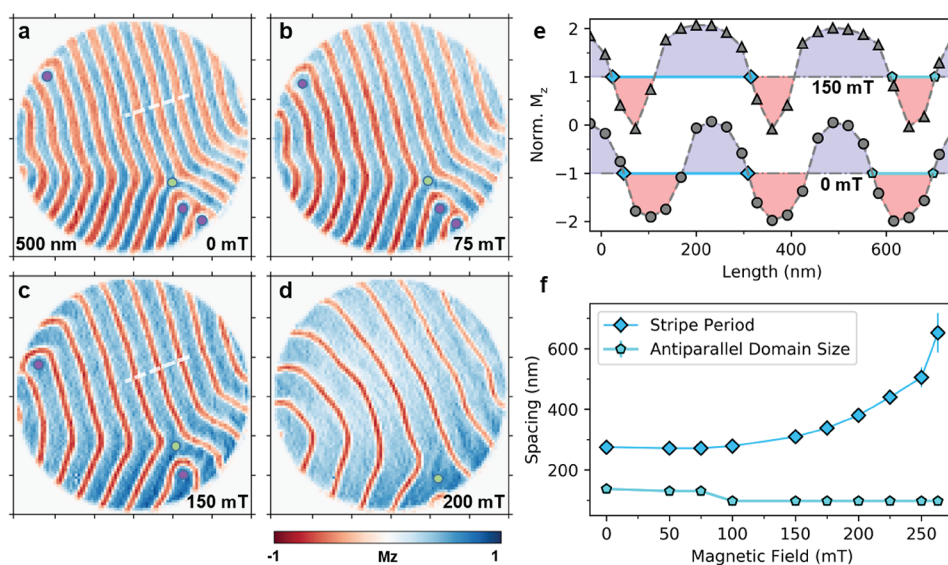 a
500 nm
0 mT
b
75 mT
c
150 mT
d
200 mT
-1
Mz
1
e
Norm. Mz
2
1
0
−1
−2
150 mT
0 mT
0
200
400
600
Length (nm)
f
Spacing (nm)
600
400
200
Stripe Period
Antiparallel Domain Size
0
50
100
150
200
250
Magnetic Field (mT)